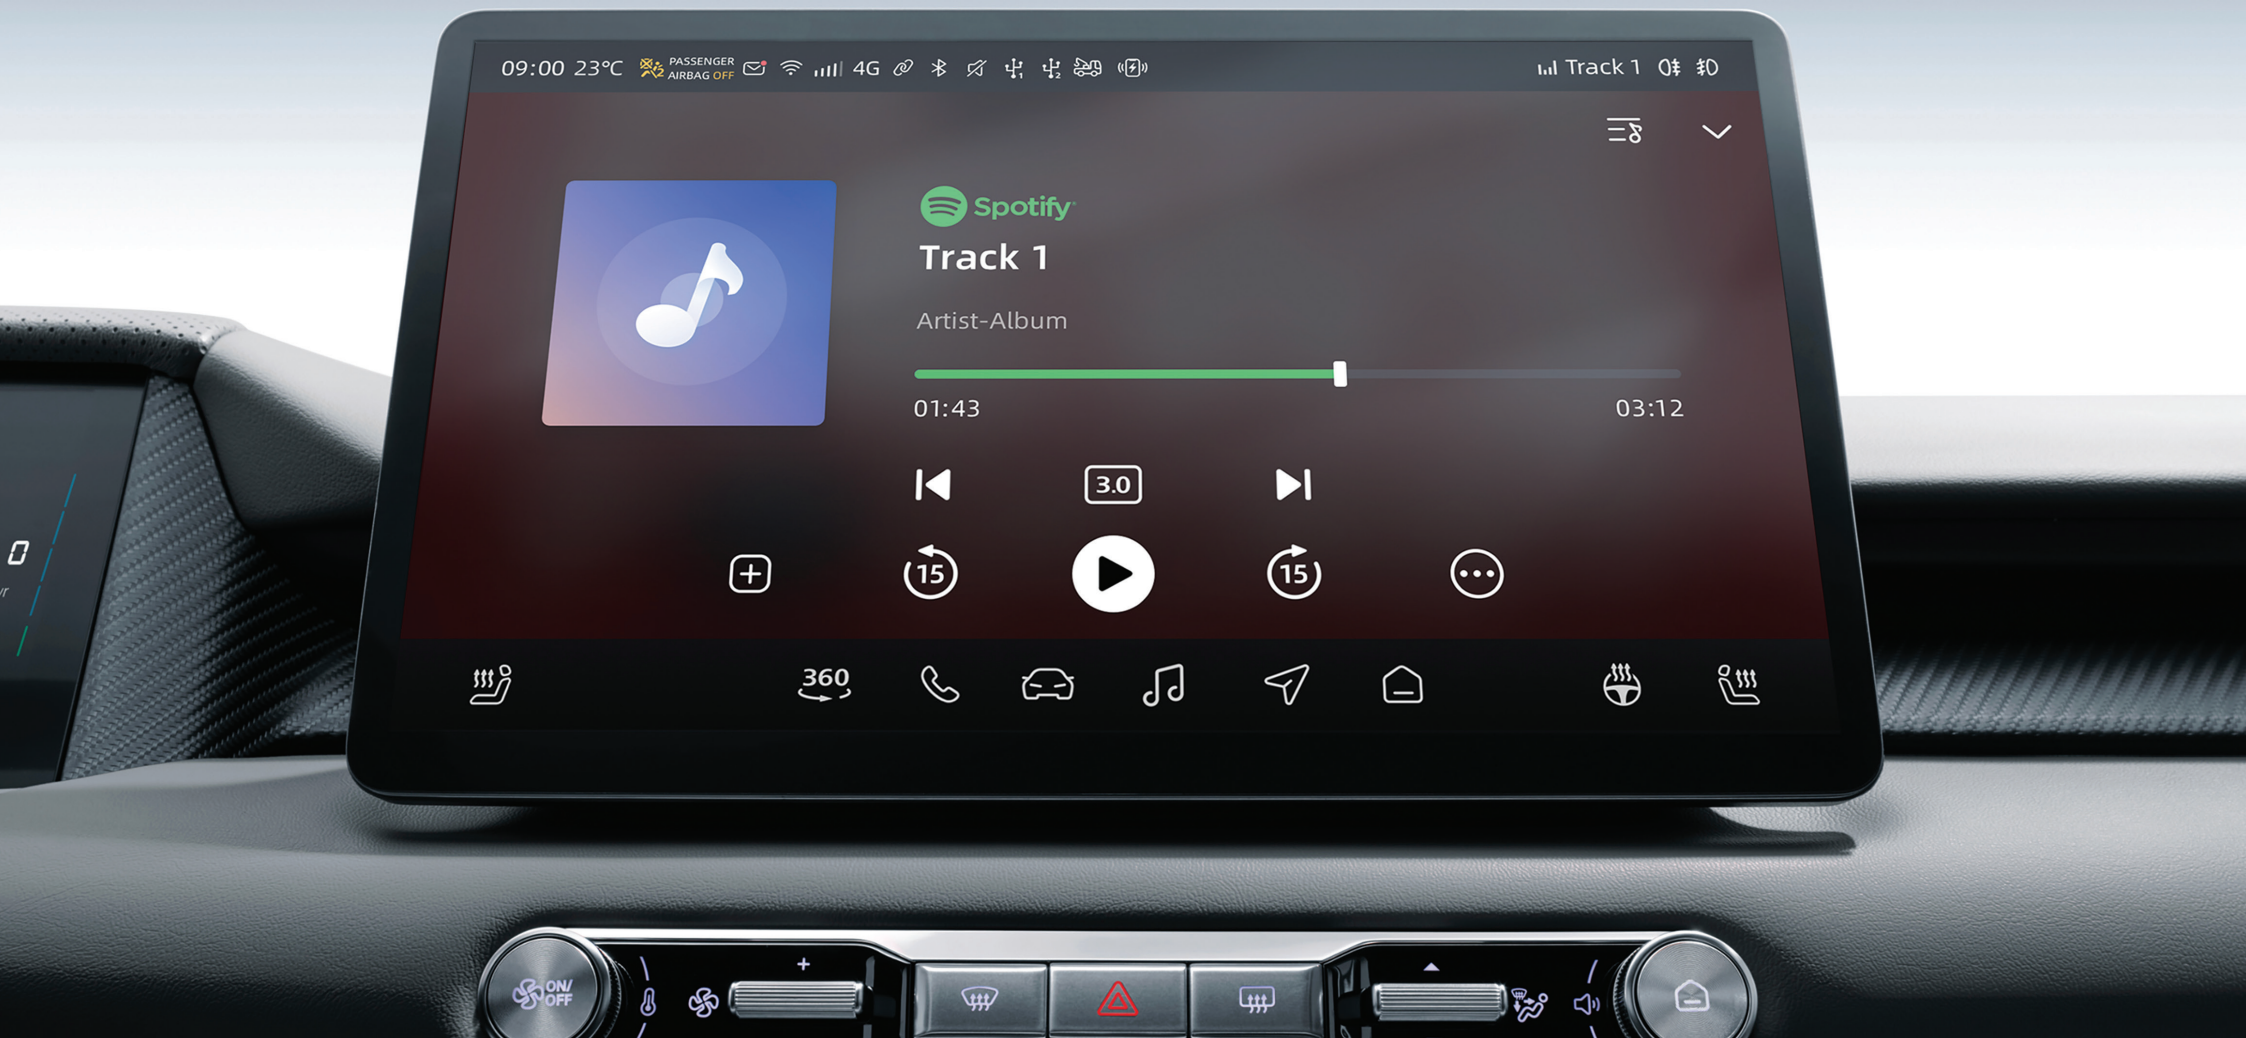 09:00 23°C PASSENGER AIRBAG OFF 4G Track 1
Spotify
Track 1
Artist-Album
01:43 03:12
3.0
15 15
0
360
ON/OFF